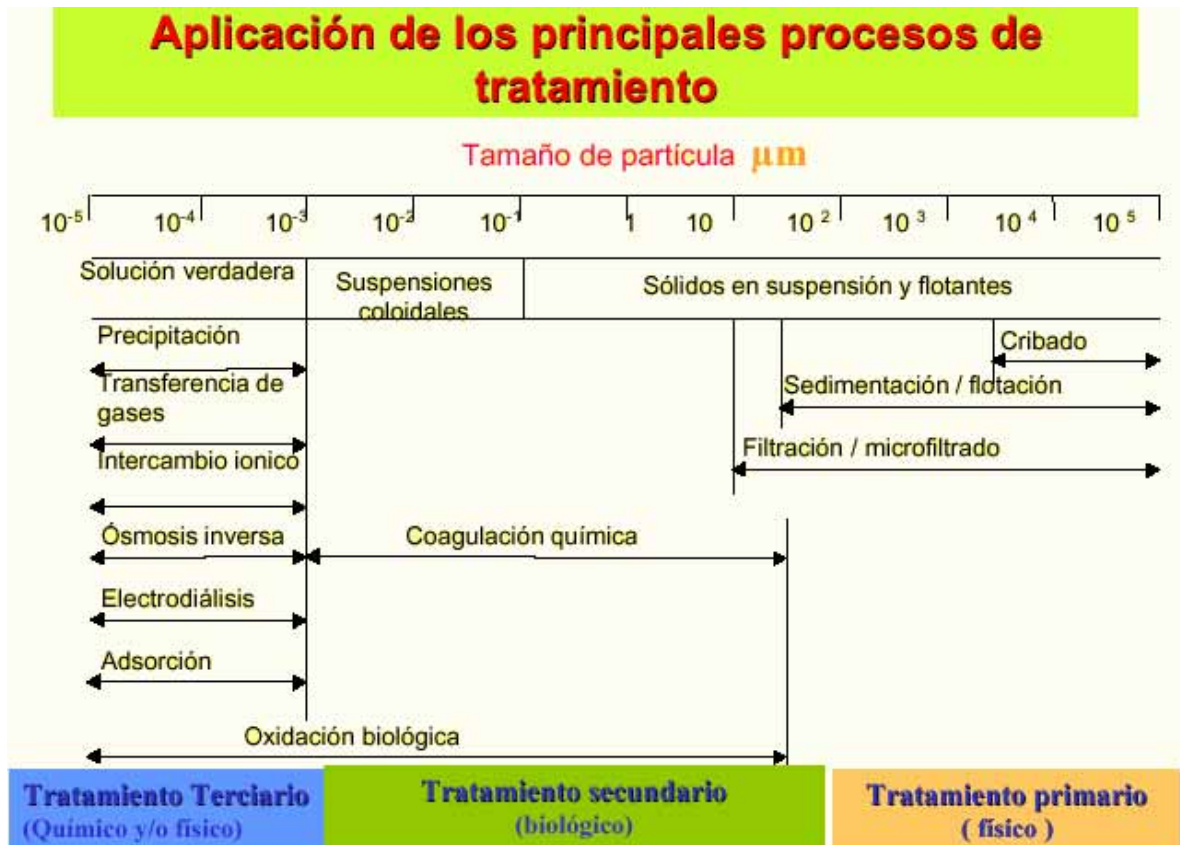 Aplicación de los principales procesos de
tratamiento
Tamaño de partícula µm
10-5 10-4 10-3 10-2 10-1 1 10 10 2 10 3 10 4 10 5
Solución verdadera
Suspensiones
coloidales
Sólidos en suspensión y flotantes
Precipitación
Cribado
Transferencia de
gases
Sedimentación / flotación
Intercambio ionico
Filtración / microfiltrado
Ósmosis inversa
Coagulación química
Electrodiálisis
Adsorción
Oxidación biológica
Tratamiento Terciario
(Químico y/o físico)
Tratamiento secundario
(biológico)
Tratamiento primario
( físico )